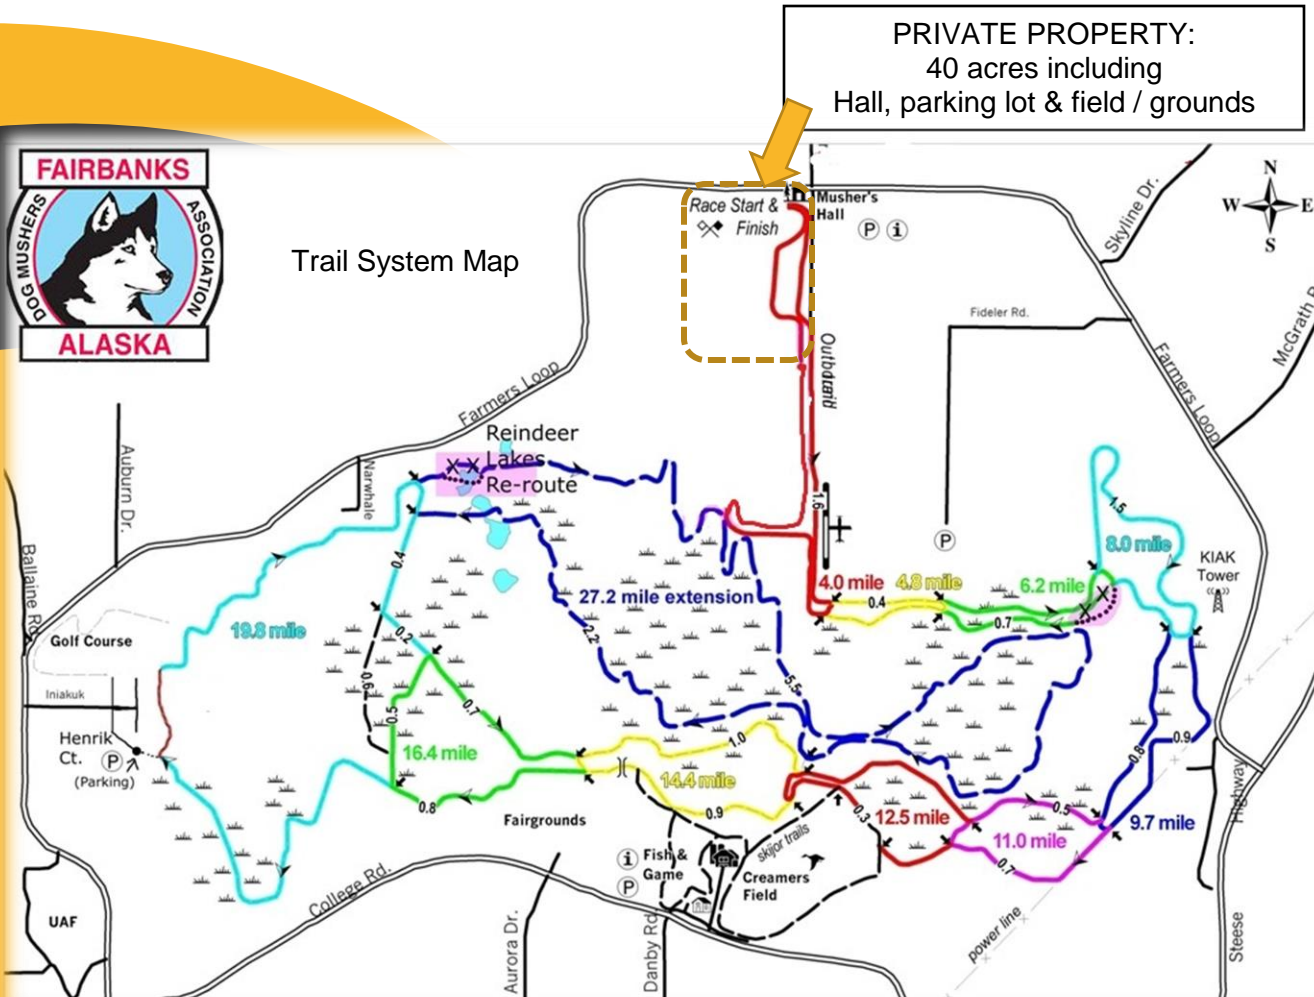 PRIVATE PROPERTY:
40 acres including
Hall, parking lot & field / grounds
FAIRBANKS
DOG MUSHERS
ASSOCIATION
ALASKA
Trail System Map
Race Start &
Finish
Musher's
Hall
P i
N
W E
S
Skyline Dr.
Fideler Rd.
McGrath R
Farmers Loop
Farmers Loop
Outbound
Reindeer
Lakes
X X
Re-route
Narwhale
Auburn Dr.
Ballaine Rd.
1.6
P
1.5
8.0 mile
KIAK
Tower
4.0 mile
4.8 mile
6.2 mile
0.4
0.7
X X
0.4
27.2 mile extension
2.2
5.5
19.8 mile
0.2
Golf Course
Iniakuk
Henrik
Ct.
P
(Parking)
0.6
0.5
0.7
16.4 mile
0.8
1.0
14.4 mile
0.9
0.3
12.5 mile
0.5
11.0 mile
0.7
0.8
0.9
9.7 mile
Highway
Fairgrounds
i
Fish &
Game
P
skijor trails
Creamers
Field
College Rd.
UAF
Aurora Dr.
Danby Rd.
power line
Steese